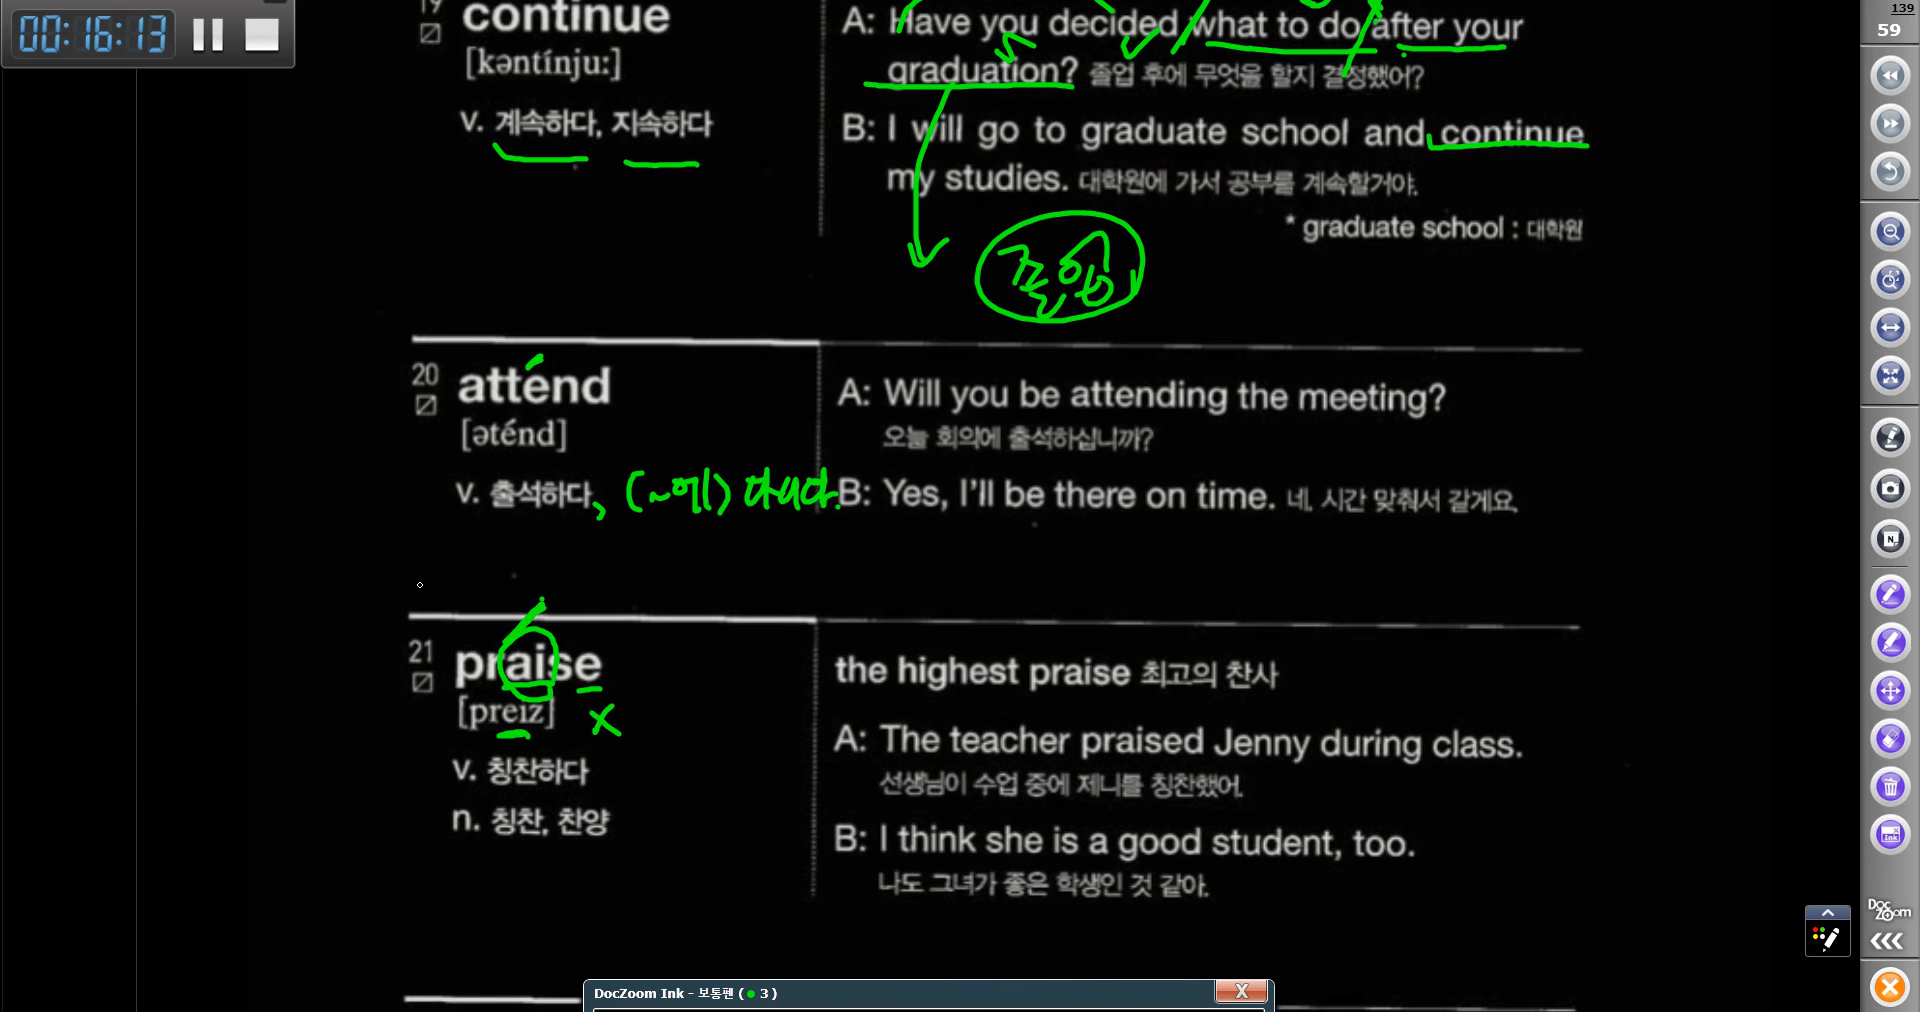 00:16:13
139
59
19
continue
[kəntínju:]
v. 계속하다, 지속하다
A: Have you decided what to do after your
graduation? 졸업 후에 무엇을 할지 결정했어?
B: I will go to graduate school and continue
my studies. 대학원에 가서 공부를 계속할거야.
* graduate school : 대학원
졸업
20
atténd
[əténd]
v. 출석하다, (~에) 다니다.
A: Will you be attending the meeting?
오늘 회의에 출석하십니까?
B: Yes, I'll be there on time. 네, 시간 맞춰서 갈게요.
21
praise
[preiz]
x
v. 칭찬하다
n. 칭찬, 찬양
the highest praise 최고의 찬사
A: The teacher praised Jenny during class.
선생님이 수업 중에 제니를 칭찬했어.
B: I think she is a good student, too.
나도 그녀가 좋은 학생인 것 같아.
DocZoom
DocZoom Ink - 보통펜 ( 3 )